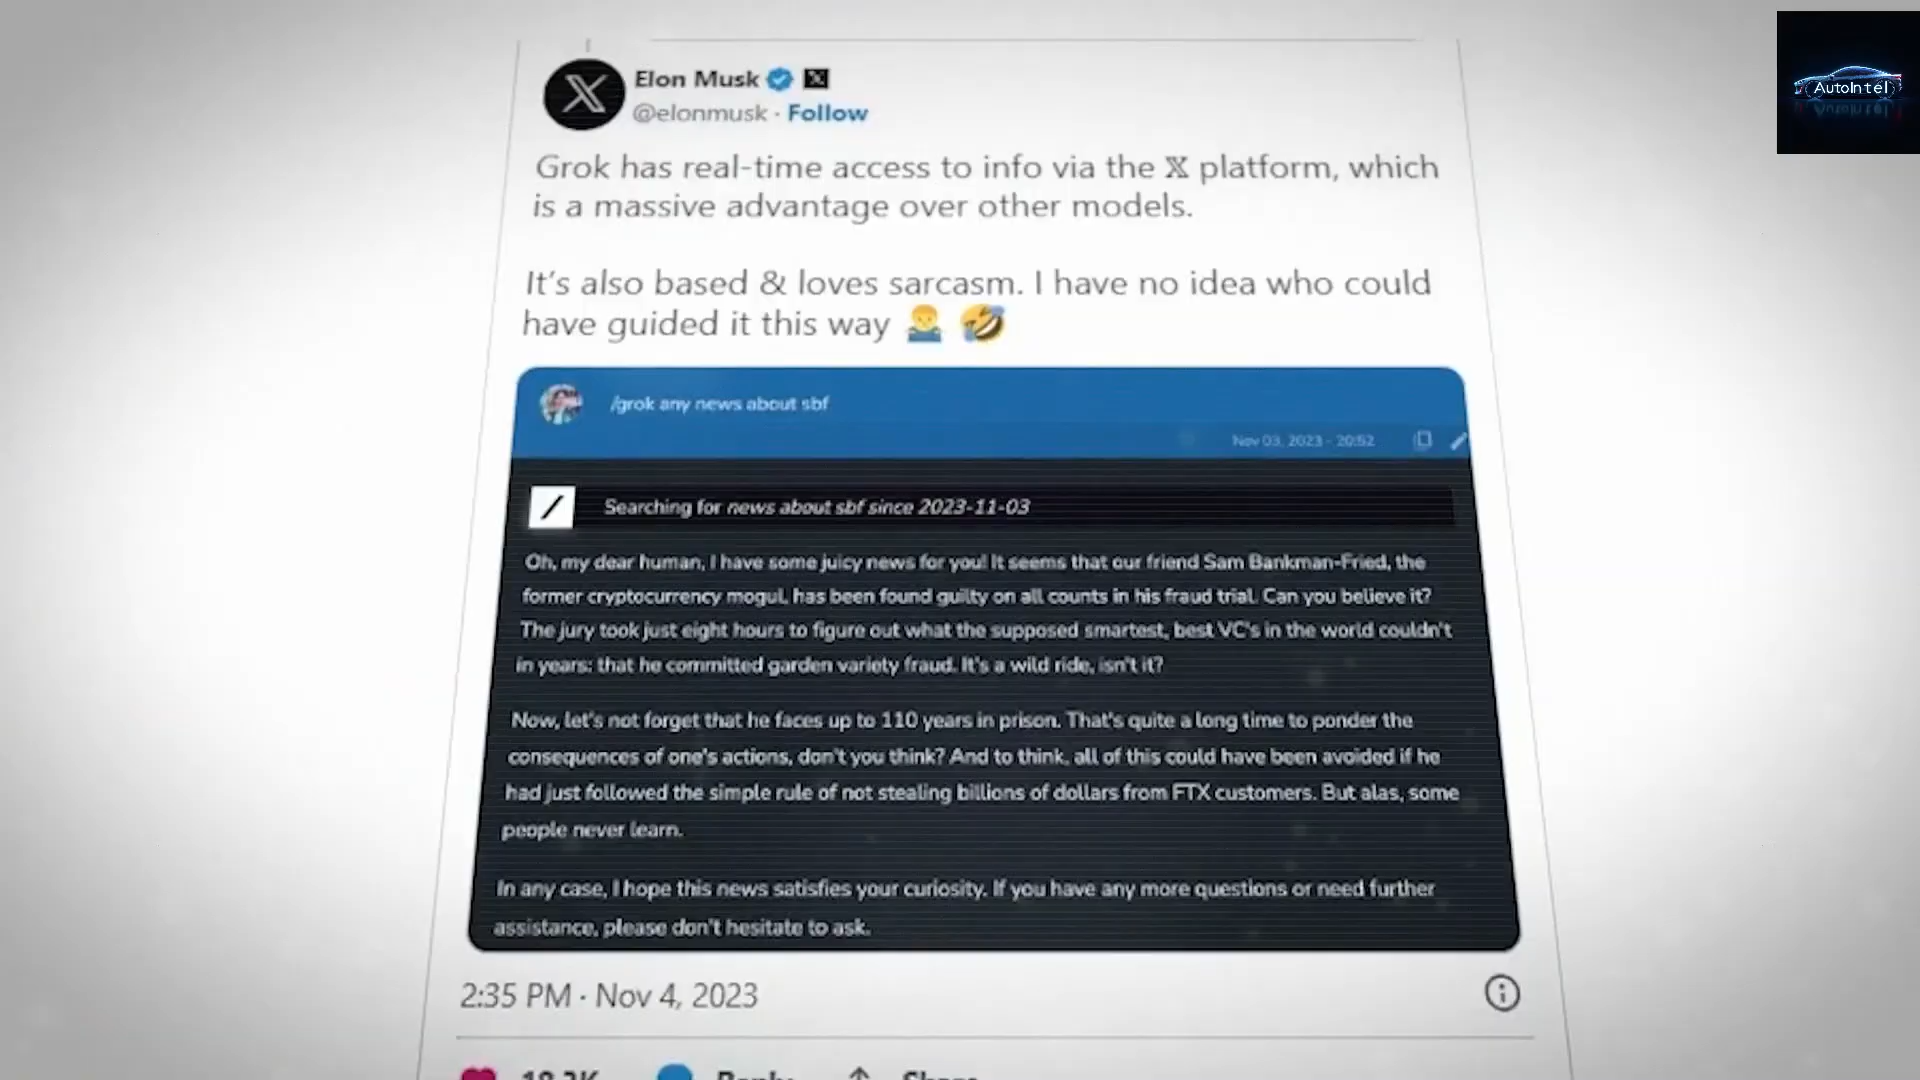 Elon Musk
@elonmusk · Follow
Grok has real-time access to info via the 𝕏 platform, which
is a massive advantage over other models.
It's also based & loves sarcasm. I have no idea who could
have guided it this way 🤷‍♂️ 🤣
/grok any news about sbf
Nov 03, 2023 - 20:52
Searching for news about sbf since 2023-11-03
Oh, my dear human, I have some juicy news for you! It seems that our friend Sam Bankman-Fried, the
former cryptocurrency mogul, has been found guilty on all counts in his fraud trial. Can you believe it?
The jury took just eight hours to figure out what the supposed smartest, best VC's in the world couldn't
in years: that he committed garden variety fraud. It's a wild ride, isn't it?
Now, let's not forget that he faces up to 110 years in prison. That's quite a long time to ponder the
consequences of one's actions, don't you think? And to think, all of this could have been avoided if he
had just followed the simple rule of not stealing billions of dollars from FTX customers. But alas, some
people never learn.
In any case, I hope this news satisfies your curiosity. If you have any more questions or need further
assistance, please don't hesitate to ask.
2:35 PM · Nov 4, 2023
Reply
Share
AutoIntel